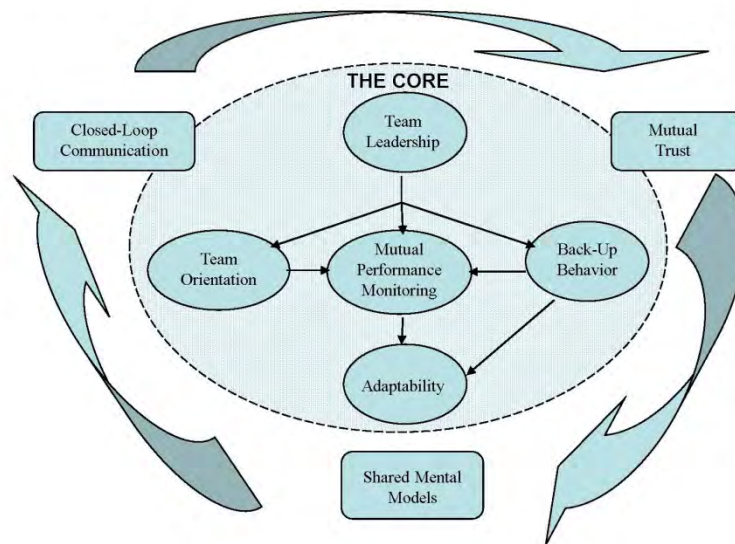 THE CORE
Team
Leadership
Closed-Loop
Communication
Mutual
Trust
Team
Orientation
Mutual
Performance
Monitoring
Back-Up
Behavior
Adaptability
Shared Mental
Models